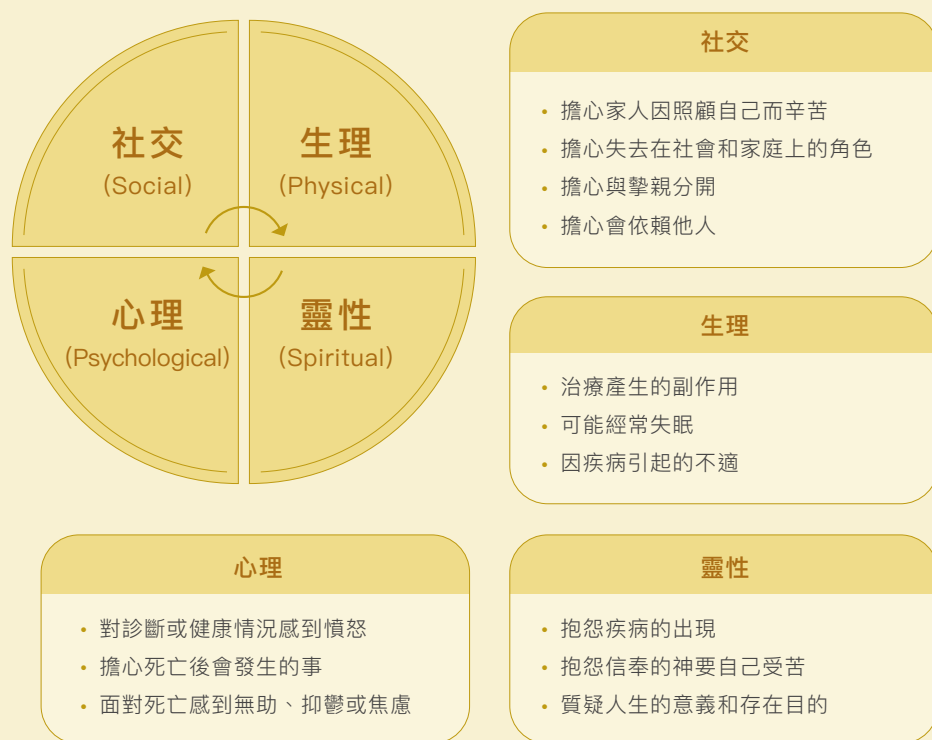 社交
(Social)
生理
(Physical)
心理
(Psychological)
靈性
(Spiritual)
社交
• 擔心家人因照顧自己而辛苦
• 擔心失去在社會和家庭上的角色
• 擔心與摯親分開
• 擔心會依賴他人
生理
• 治療產生的副作用
• 可能經常失眠
• 因疾病引起的不適
心理
• 對診斷或健康情況感到憤怒
• 擔心死亡後會發生的事
• 面對死亡感到無助、抑鬱或焦慮
靈性
• 抱怨疾病的出現
• 抱怨信奉的神要自己受苦
• 質疑人生的意義和存在目的